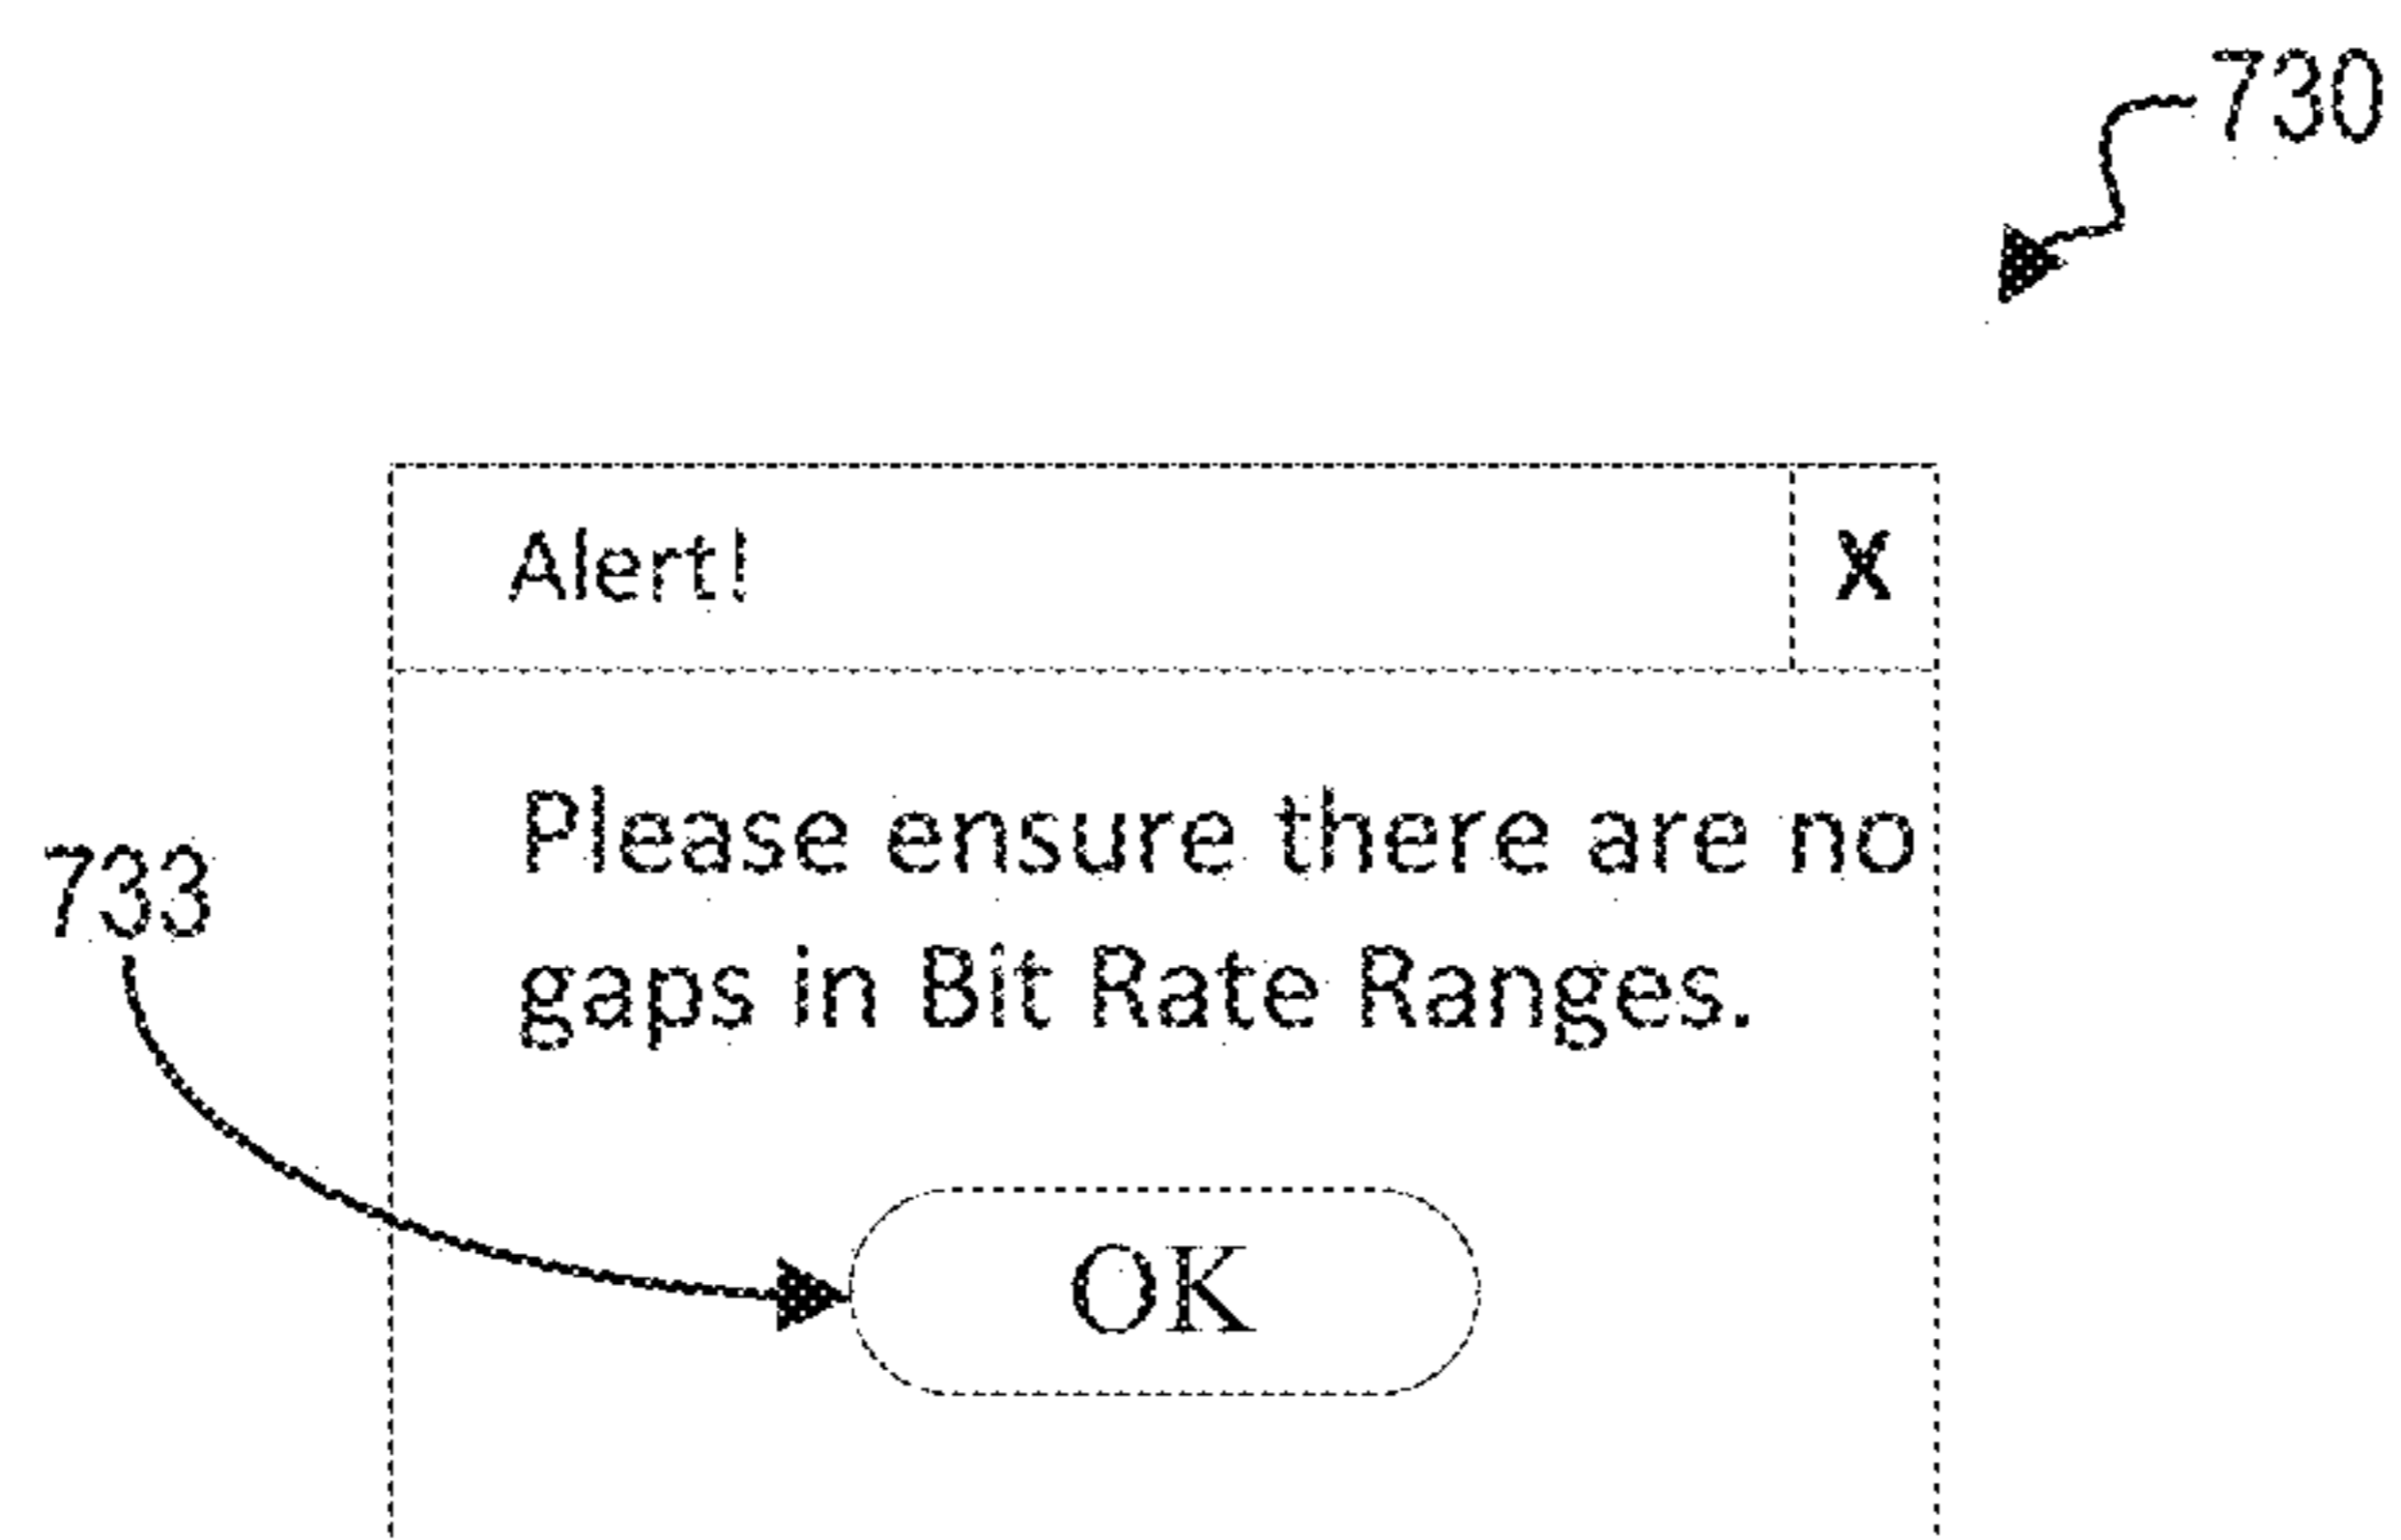 730
Alert! X
Please ensure there are no
733
gaps in Bit Rate Ranges.
OK